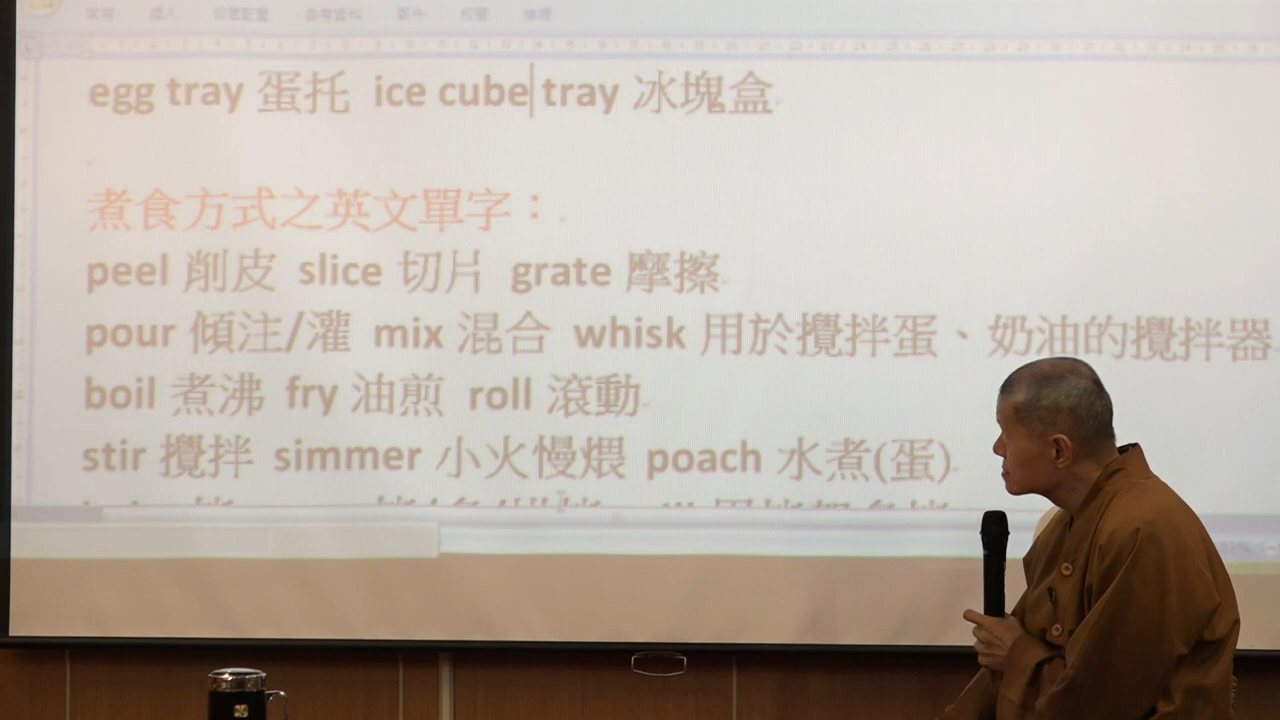 egg tray 蛋托 ice cube tray 冰塊盒
煮食方式之英文單字：
peel 削皮 slice 切片 grate 摩擦
pour 傾注/灌 mix 混合 whisk 用於攪拌蛋、奶油的攪拌器
boil 煮沸 fry 油煎 roll 滾動
stir 攪拌 simmer 小火慢煨 poach 水煮(蛋)